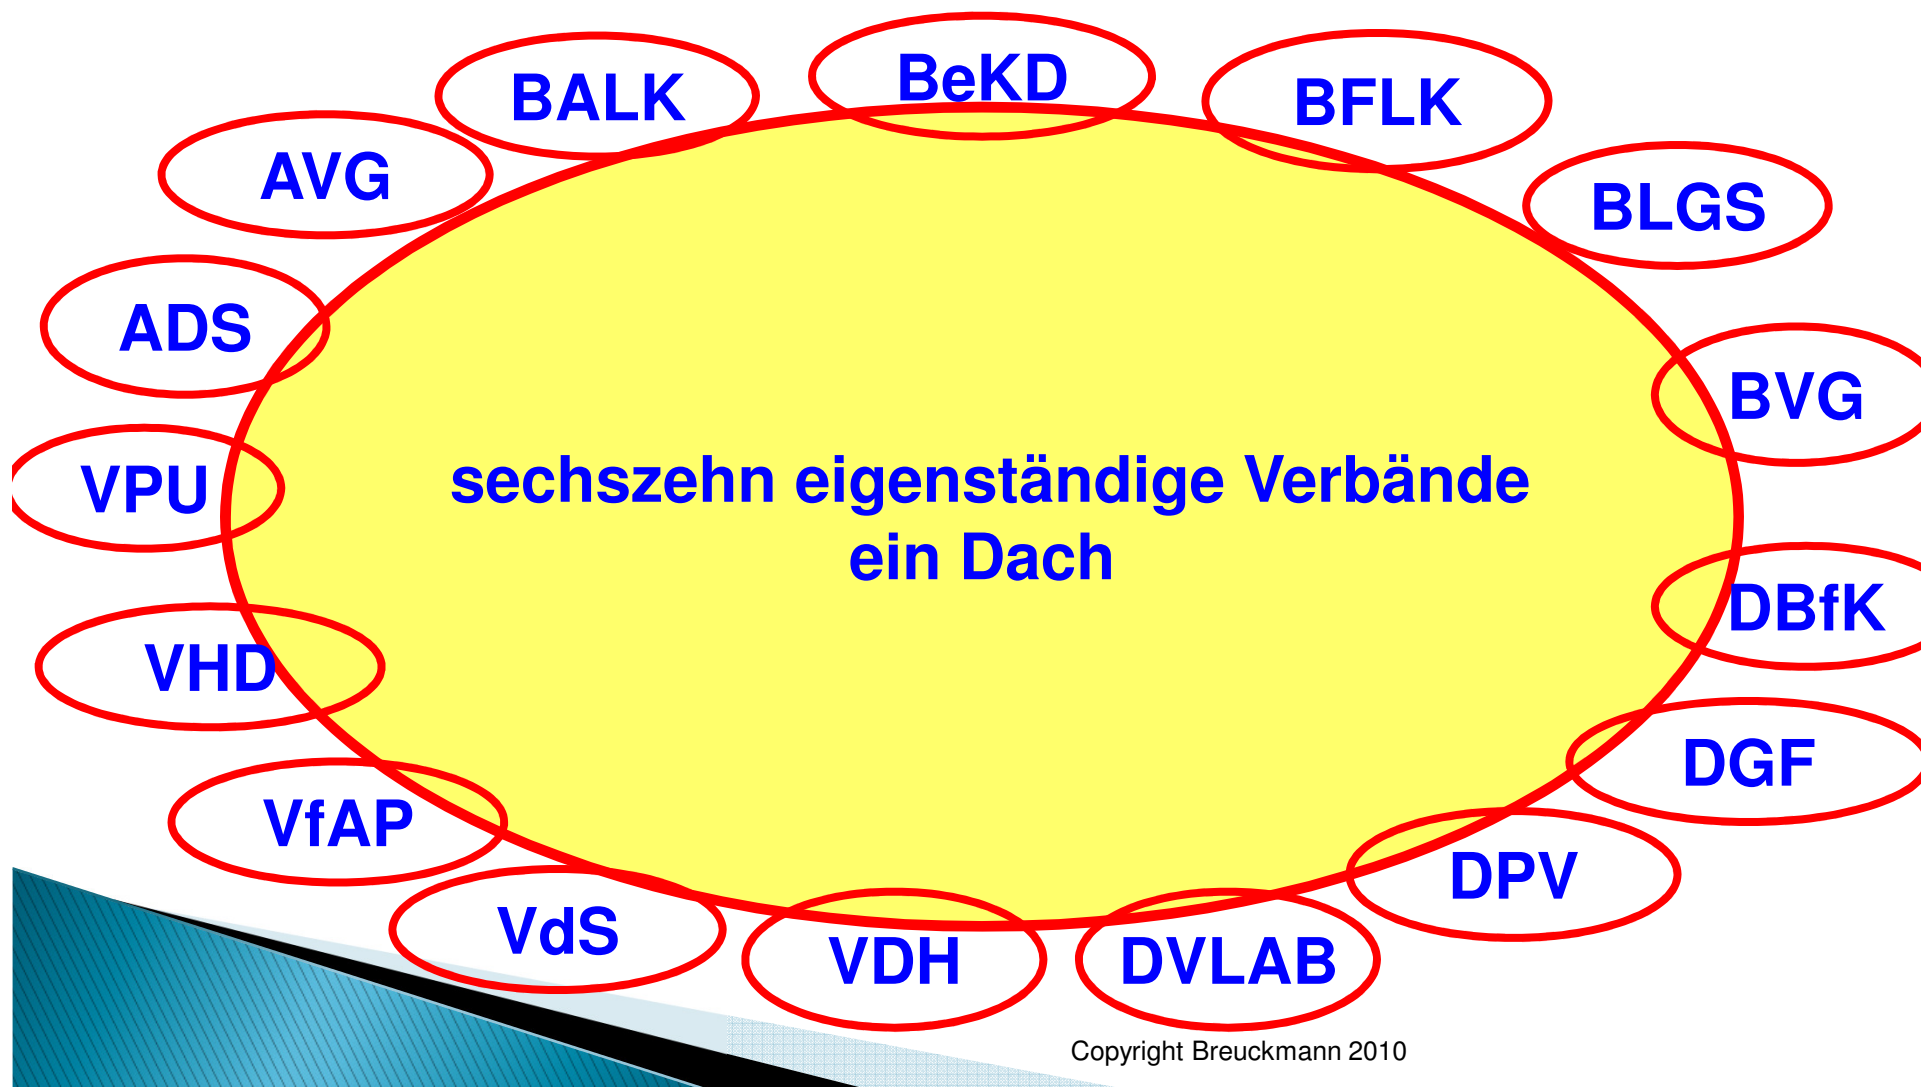 BeKD
BALK
BFLK
AVG
BLGS
ADS
BVG
VPU
sechszehn eigenständige Verbände
ein Dach
DBfK
VHD
DGF
VfAP
DPV
VdS
VDH
DVLAB
Copyright Breuckmann 2010